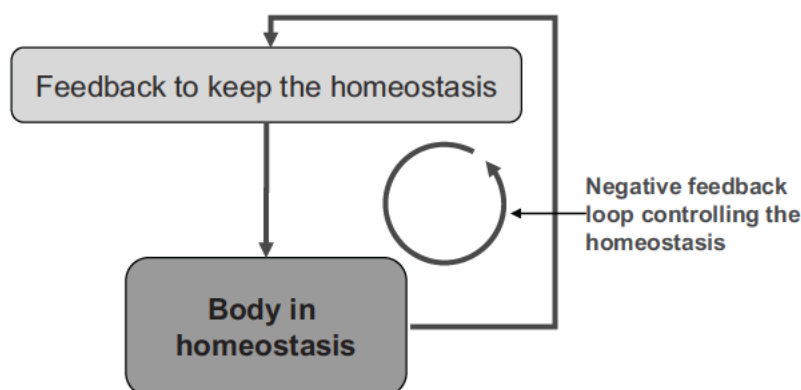 Feedback to keep the homeostasis
Negative feedback
loop controlling the
homeostasis
Body in
homeostasis